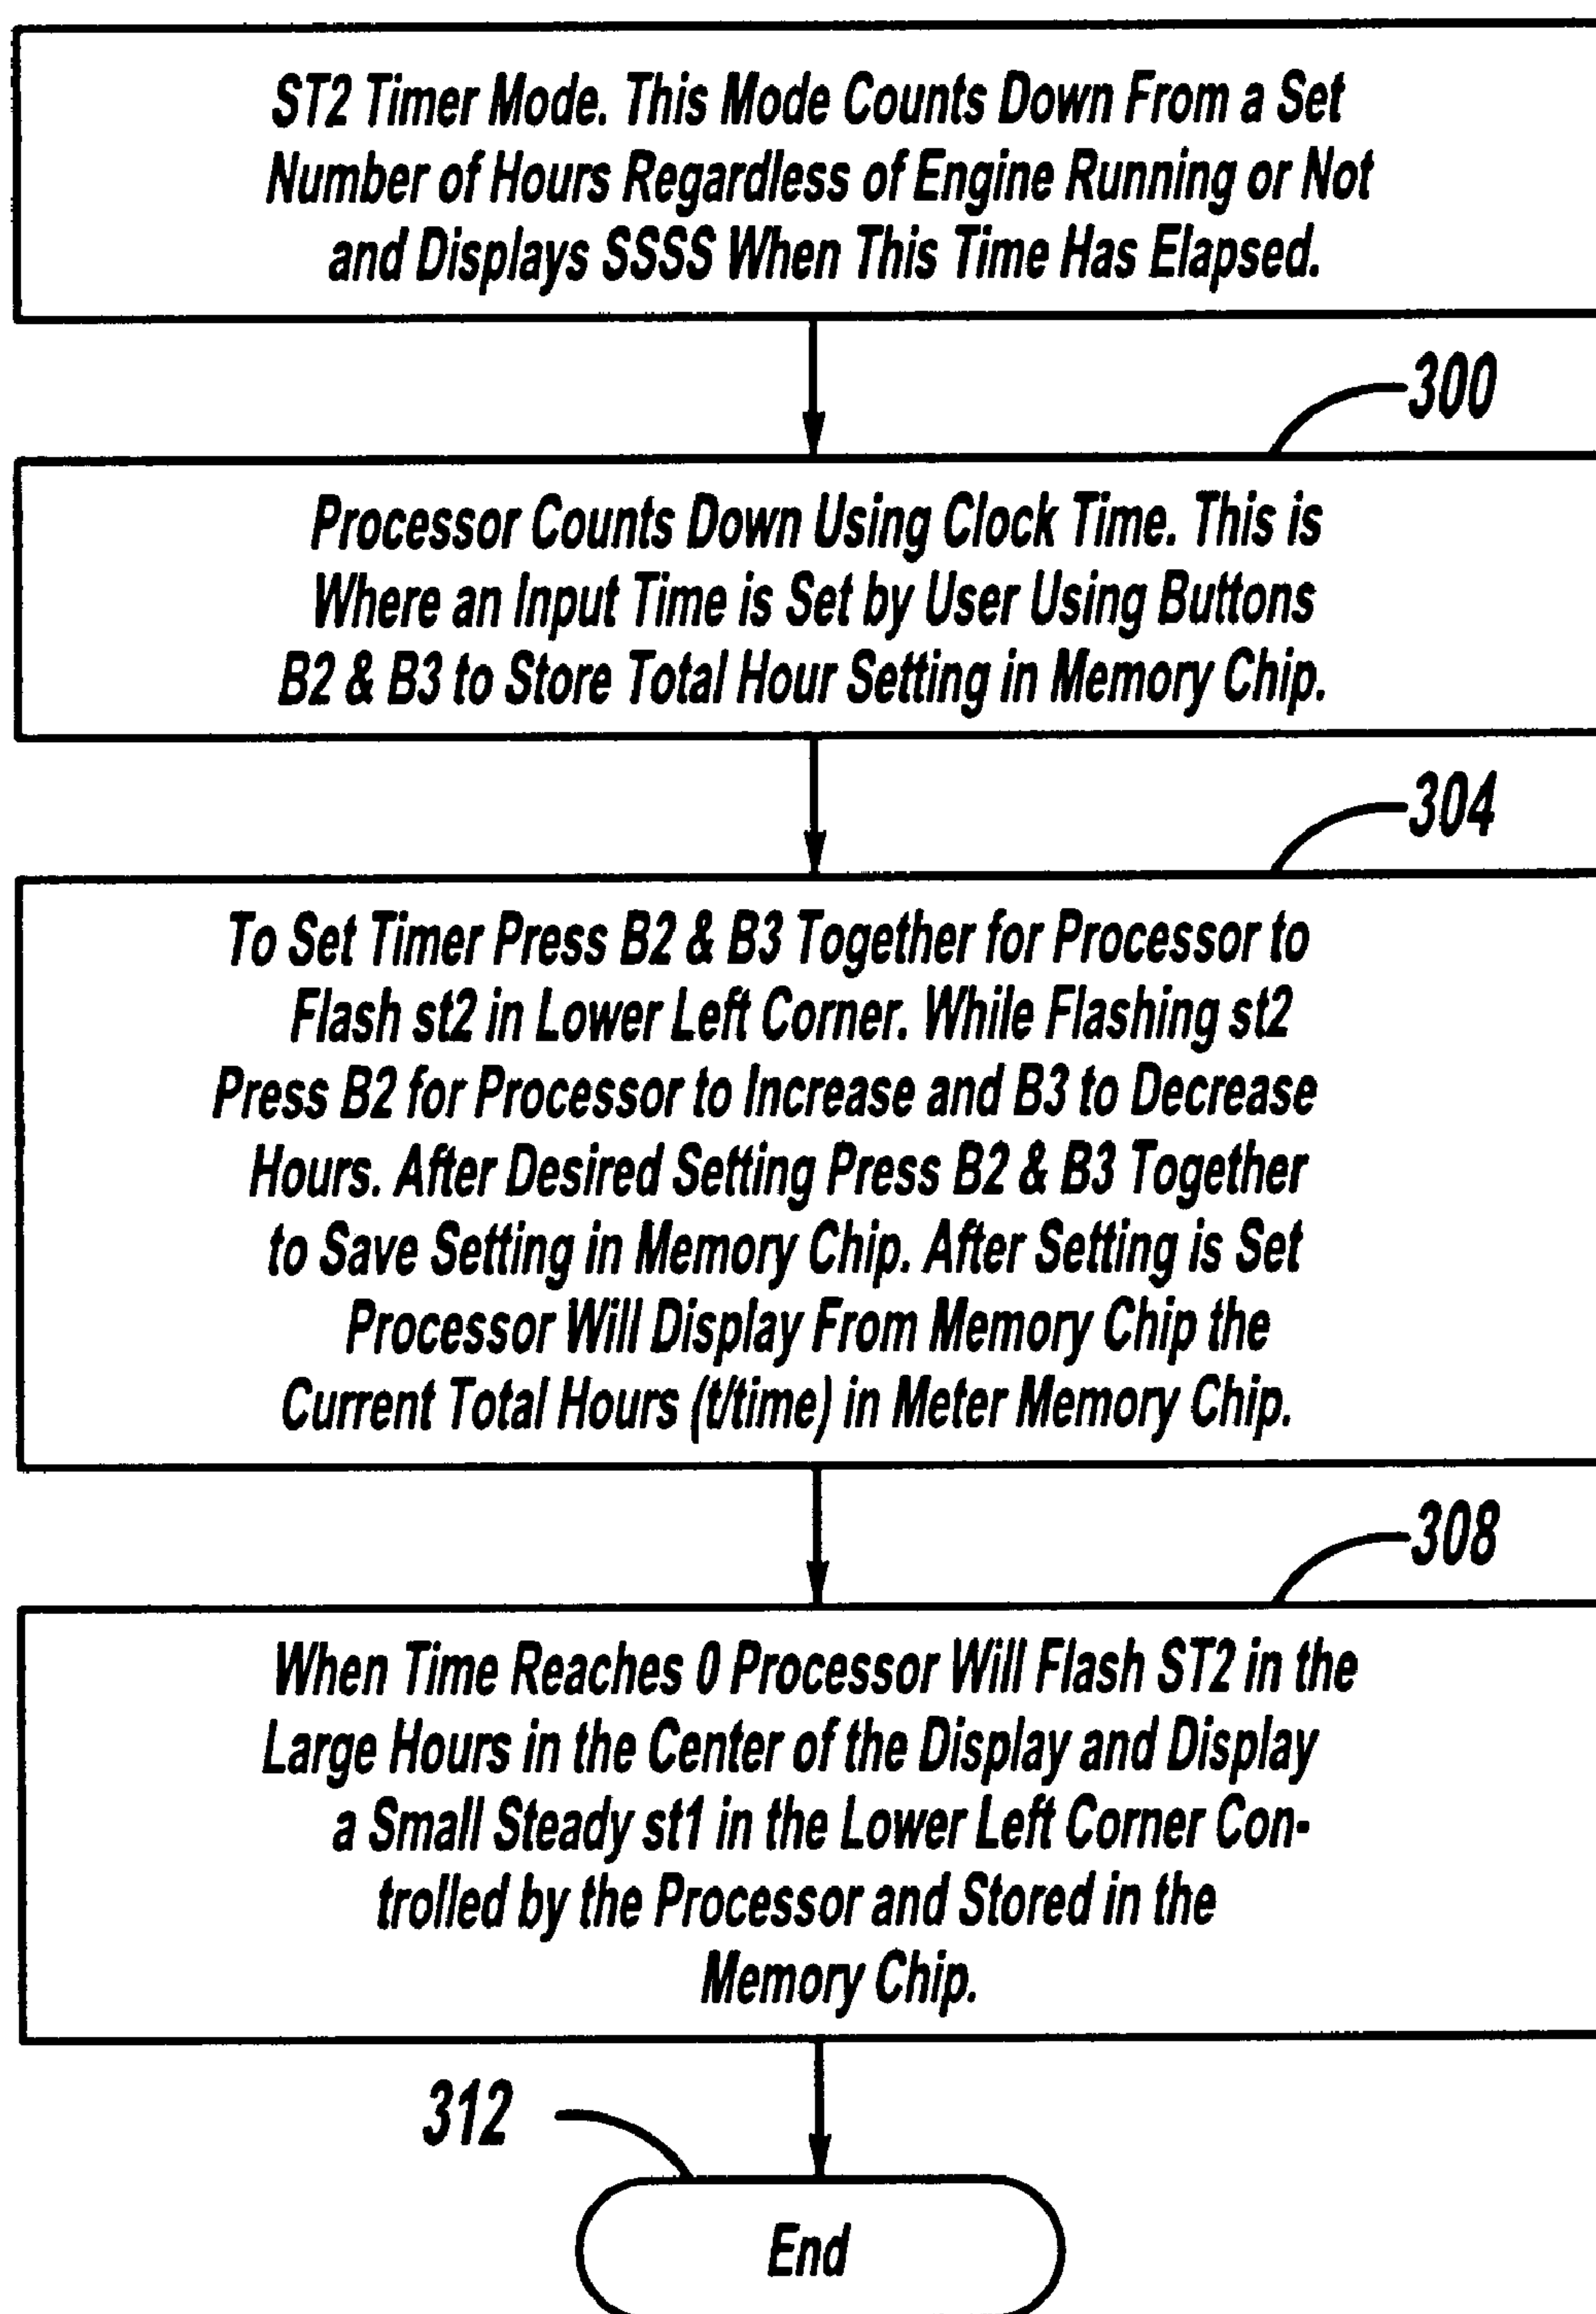 ST2 Timer Mode. This Mode Counts Down From a Set
Number of Hours Regardless of Engine Running or Not
and Displays SSSS When This Time Has Elapsed.
300
Processor Counts Down Using Clock Time. This is
Where an Input Time is Set by User Using Buttons
B2 & B3 to Store Total Hour Setting in Memory Chip.
304
To Set Timer Press B2 & B3 Together for Processor to
Flash st2 in Lower Left Corner. While Flashing st2
Press B2 for Processor to Increase and B3 to Decrease
Hours. After Desired Setting Press B2 & B3 Together
to Save Setting in Memory Chip. After Setting is Set
Processor Will Display From Memory Chip the
Current Total Hours (t/time) in Meter Memory Chip.
308
When Time Reaches 0 Processor Will Flash ST2 in the
Large Hours in the Center of the Display and Display
a Small Steady st1 in the Lower Left Corner Con-
trolled by the Processor and Stored in the
Memory Chip.
312
End